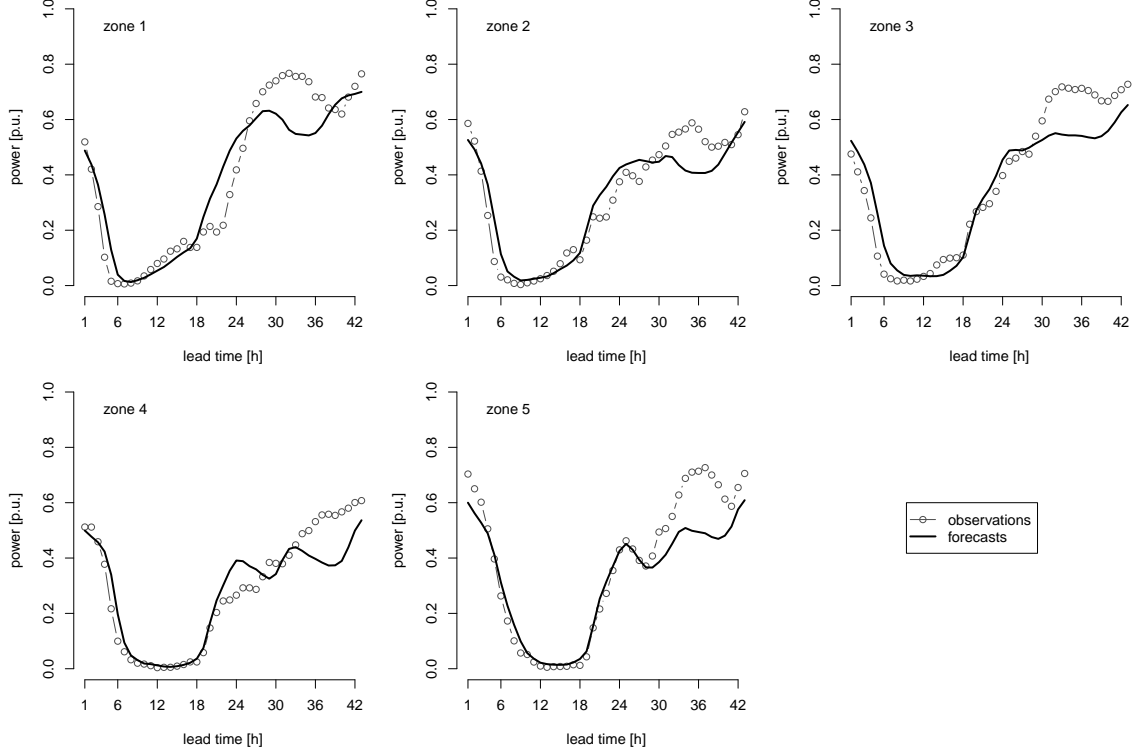 zone 1
power [p.u.]
0.0 0.2 0.4 0.6 0.8 1.0
1 6 12 18 24 30 36 42
lead time [h]
zone 2
power [p.u.]
0.0 0.2 0.4 0.6 0.8 1.0
1 6 12 18 24 30 36 42
lead time [h]
zone 3
power [p.u.]
0.0 0.2 0.4 0.6 0.8 1.0
1 6 12 18 24 30 36 42
lead time [h]
zone 4
power [p.u.]
0.0 0.2 0.4 0.6 0.8 1.0
1 6 12 18 24 30 36 42
lead time [h]
zone 5
power [p.u.]
0.0 0.2 0.4 0.6 0.8 1.0
1 6 12 18 24 30 36 42
lead time [h]
observations
forecasts